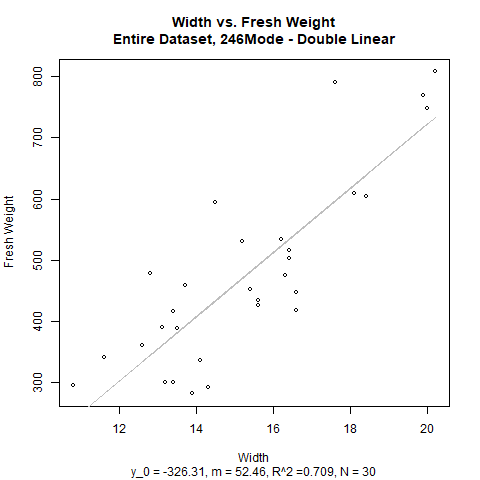 Width vs. Fresh Weight
Entire Dataset, 246Mode - Double Linear
800
700
600
500
400
300
Fresh Weight
12
14
16
18
20
Width
y_0 = -326.31, m = 52.46, R^2 =0.709, N = 30